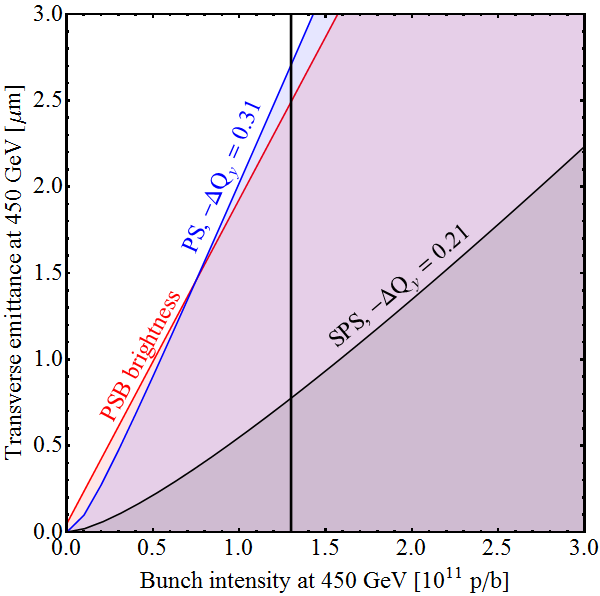 3.0
2.5
2.0
1.5
1.0
0.5
0.0
Transverse emittance at 450 GeV [μm]
PS, −ΔQy = 0.31
PSB brightness
SPS, −ΔQy = 0.21
0.0 0.5 1.0 1.5 2.0 2.5 3.0
Bunch intensity at 450 GeV [10¹¹ p/b]